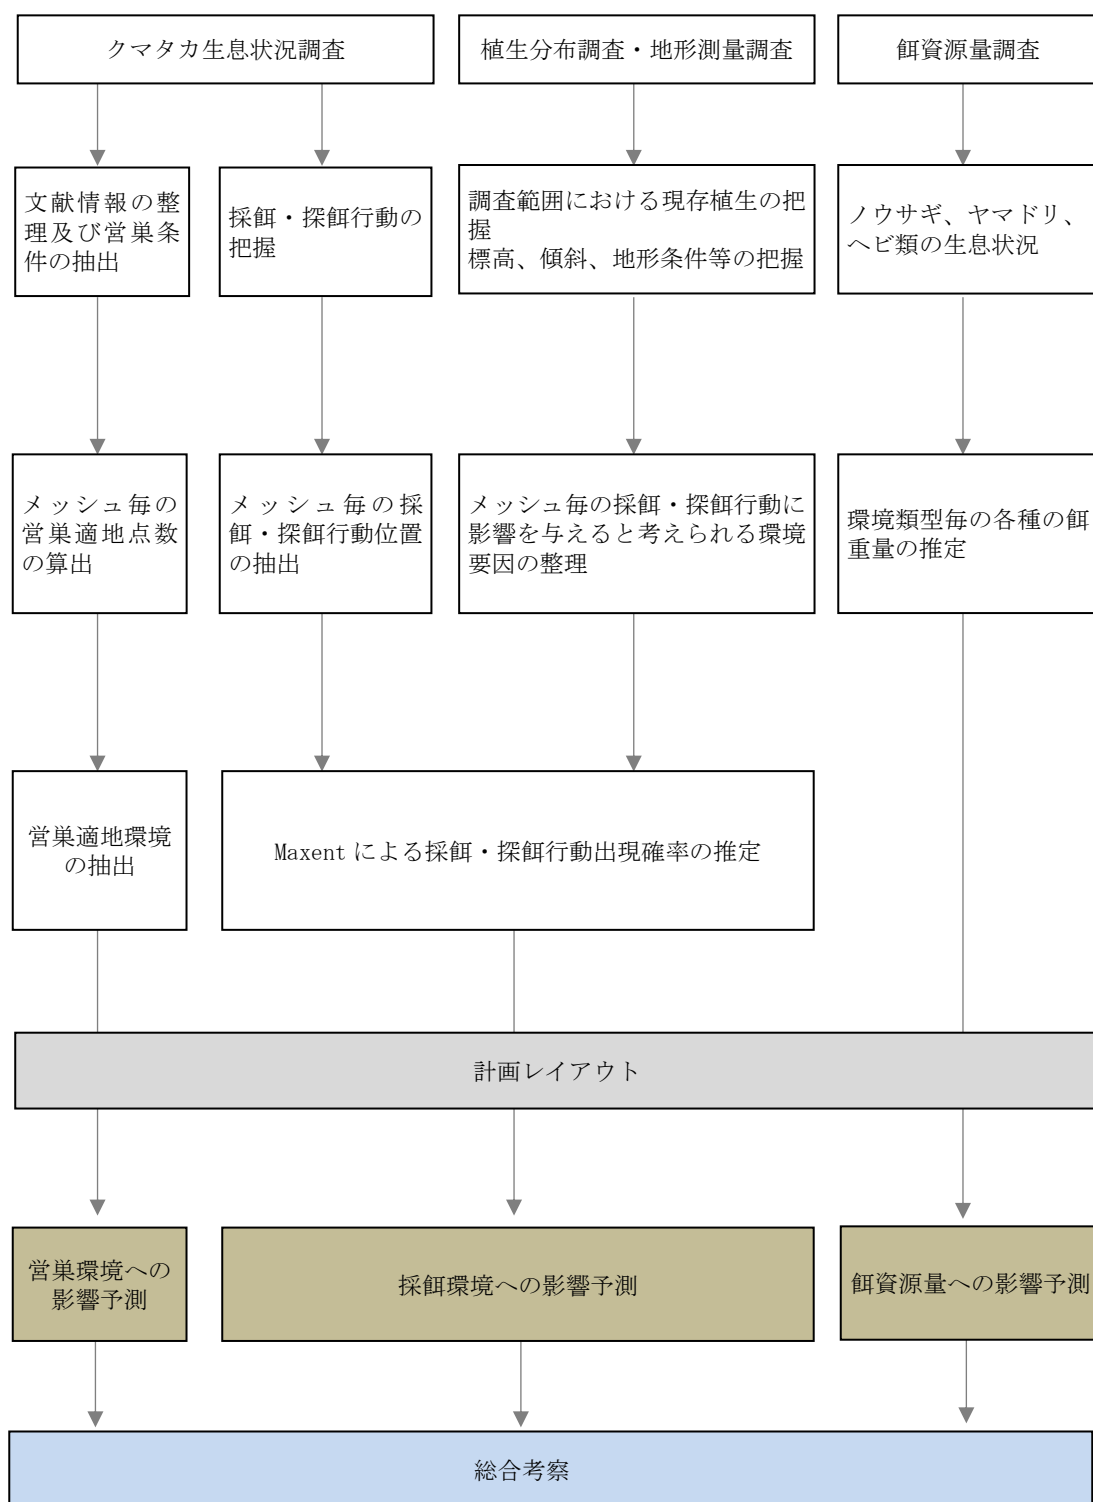 クマタカ生息状況調査
植生分布調査・地形測量調査
餌資源量調査
文献情報の整
理及び営巣条
件の抽出
採餌・探餌行動の
把握
調査範囲における現存植生の把
握
標高、傾斜、地形条件等の把握
ノウサギ、ヤマドリ、
ヘビ類の生息状況
メッシュ毎の
営巣適地点数
の算出
メッシュ毎の採
餌・探餌行動位置
の抽出
メッシュ毎の採餌・探餌行動に
影響を与えると考えられる環境
要因の整理
環境類型毎の各種の餌
重量の推定
営巣適地環境
の抽出
Maxent による採餌・探餌行動出現確率の推定
計画レイアウト
営巣環境への
影響予測
採餌環境への影響予測
餌資源量への影響予測
総合考察